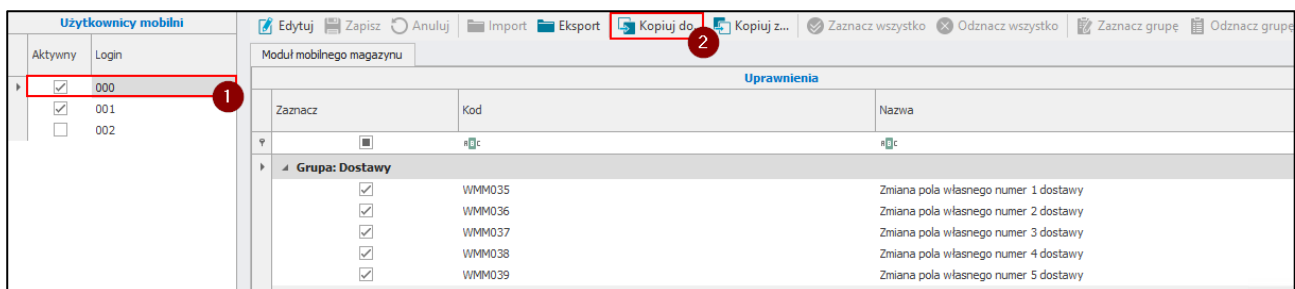 Użytkownicy mobilni
Edytuj Zapisz Anuluj Import Eksport Kopiuj do Kopiuj z... Zaznacz wszystko Odznacz wszystko Zaznacz grupę Odznacz grupę
2
Aktywny Login
Moduł mobilnego magazynu
Uprawnienia
000
1
001
002
Zaznacz Kod Nazwa
Grupa: Dostawy
WMM035 Zmiana pola własnego numer 1 dostawy
WMM036 Zmiana pola własnego numer 2 dostawy
WMM037 Zmiana pola własnego numer 3 dostawy
WMM038 Zmiana pola własnego numer 4 dostawy
WMM039 Zmiana pola własnego numer 5 dostawy